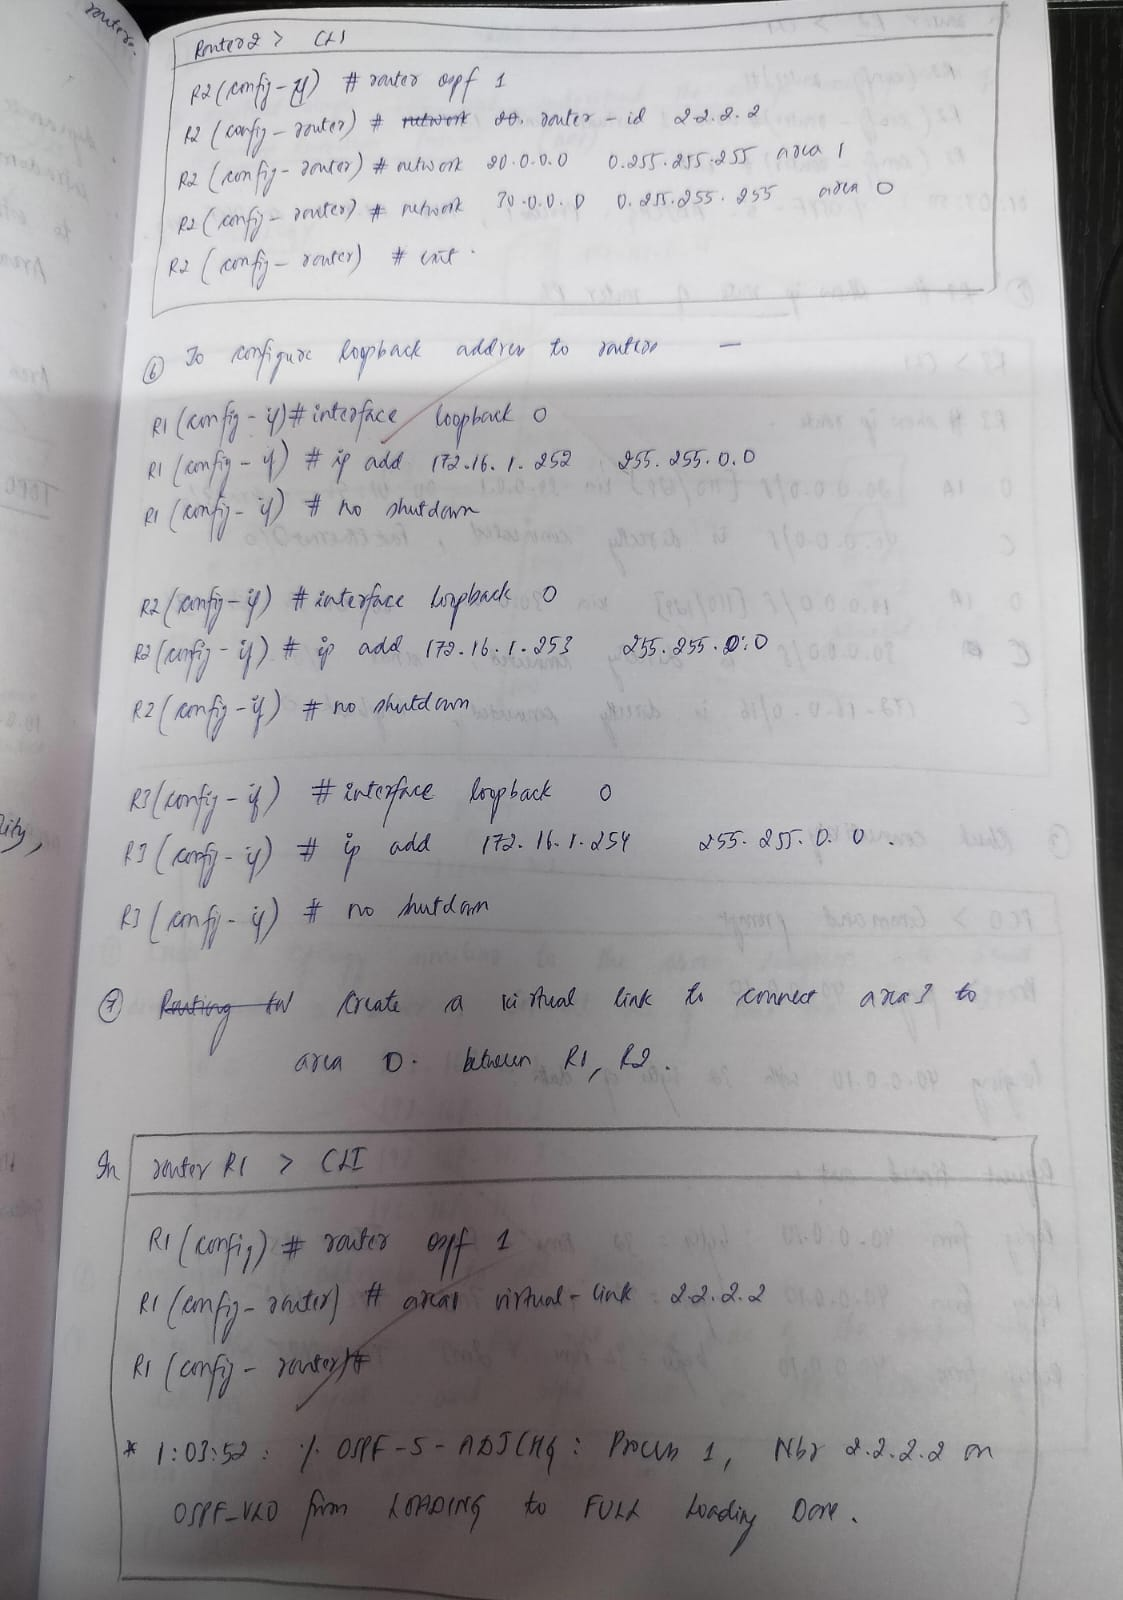 Router2 > CLI
R2 (config-if) # router ospf 1
R2 (config-router) # network 20. router-id 2.2.2.2
R2 (config-router) # network 20.0.0.0 0.255.255.255 area 1
R2 (config-router) # network 30.0.0.0 0.255.255.255 area 0
R2 (config-router) # exit.
⑥ To configure loopback address to routers —
R1 (config-if) # interface loopback 0
R1 (config-if) # ip add 172.16.1.252 255.255.0.0
R1 (config-if) # no shutdown
R2 (config-if) # interface loopback 0
R2 (config-if) # ip add 172.16.1.253 255.255.0.0
R2 (config-if) # no shutdown
R3 (config-if) # interface loopback 0
R3 (config-if) # ip add 172.16.1.254 255.255.0.0.
R3 (config-if) # no shutdown
⑦ Routing Create a virtual link to connect area 3 to
area 0. between R1, R2.
In router R1 > CLI
R1 (config) # router ospf 1
R1 (config-router) # area 1 virtual-link 2.2.2.2
R1 (config-router) #
* 1:03:52: % OSPF-5-ADJCHG: Process 1, Nbr 2.2.2.2 on
OSPF_VL0 from LOADING to FULL Loading Done.